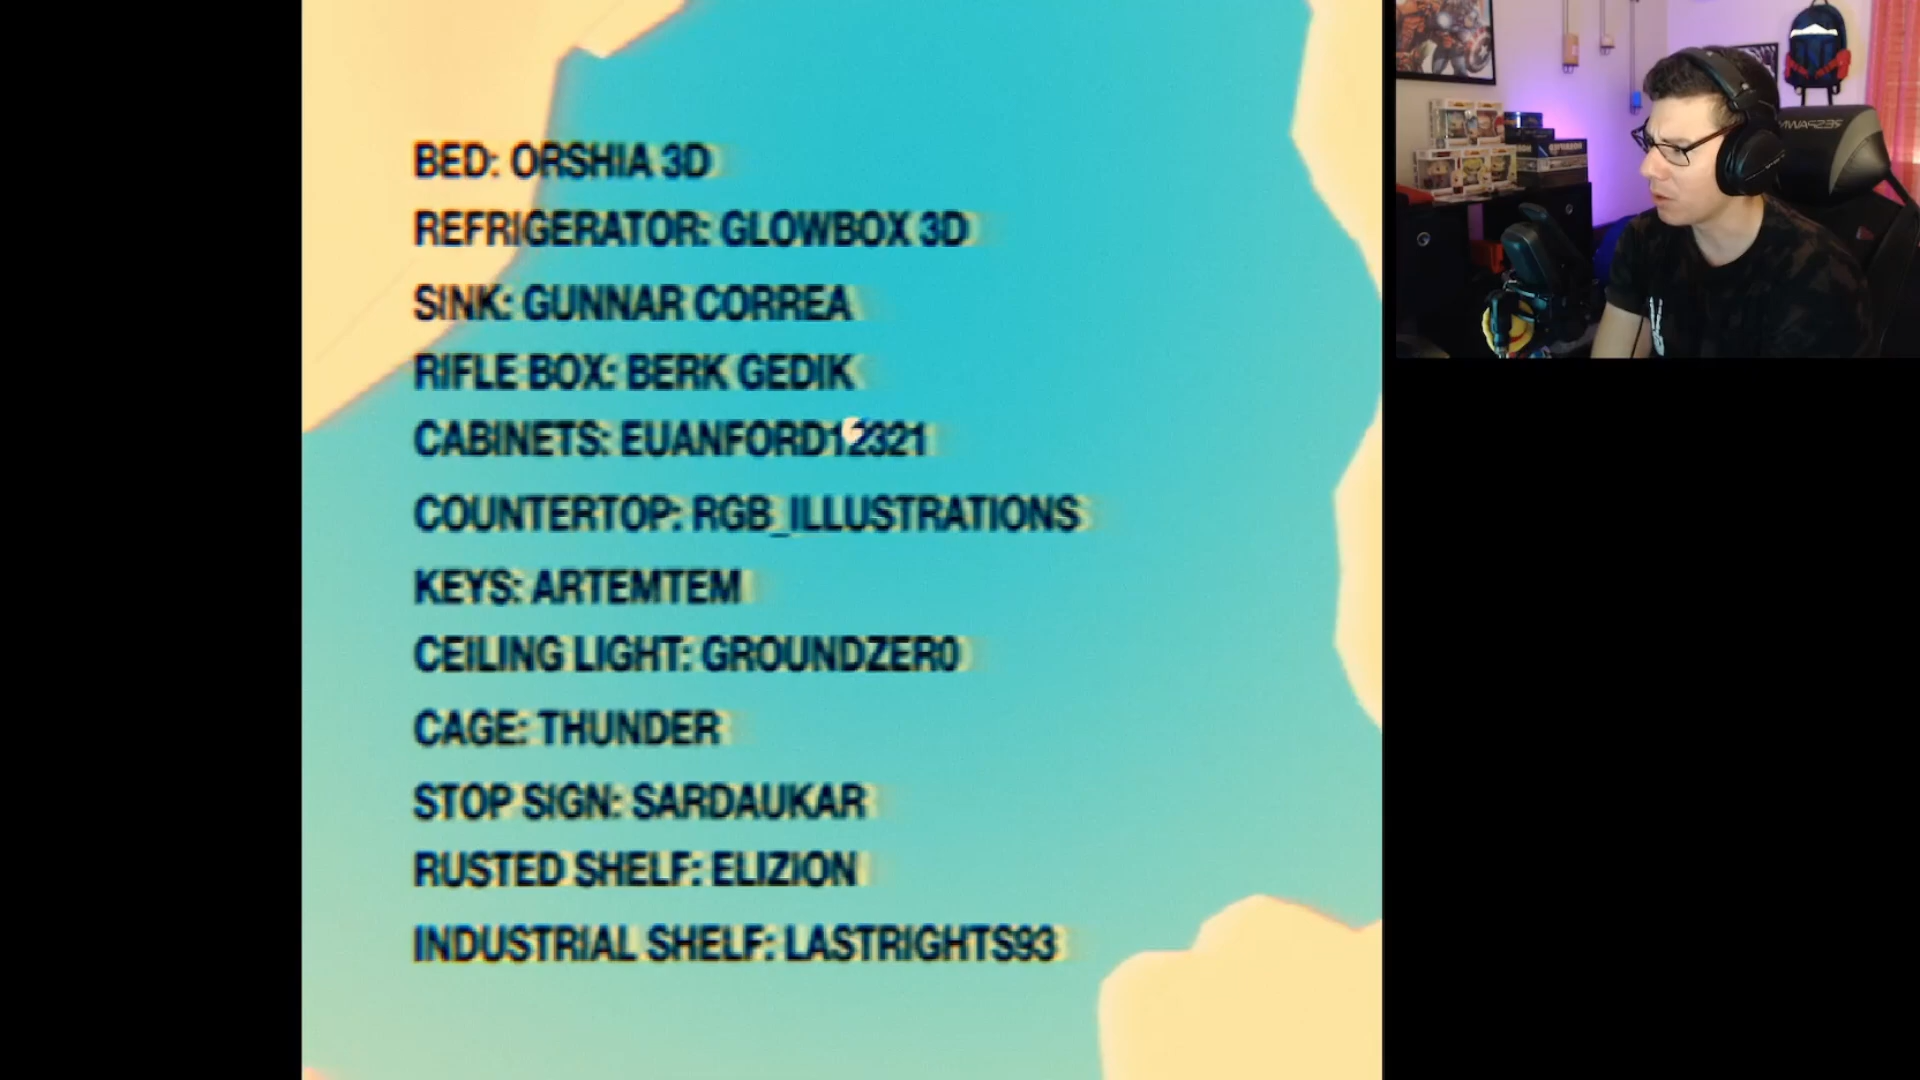 BED: ORSHIA 3D
REFRIGERATOR: GLOWBOX 3D
SINK: GUNNAR CORREA
RIFLE BOX: BERK GEDIK
CABINETS: EUANFORD12321
COUNTERTOP: RGB_ILLUSTRATIONS
KEYS: ARTEMTEM
CEILING LIGHT: GROUNDZER0
CAGE: THUNDER
STOP SIGN: SARDAUKAR
RUSTED SHELF: ELIZION
INDUSTRIAL SHELF: LASTRIGHTS93
RESPAWN